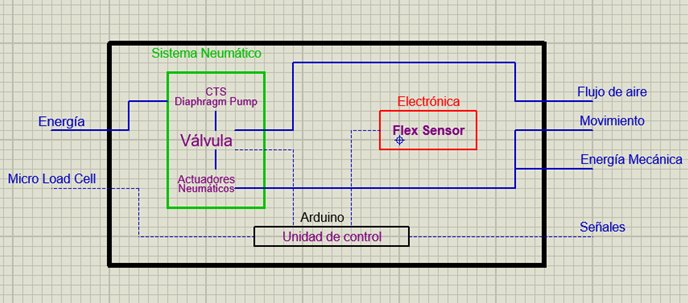 Sistema Neumático
CTS
Diaphragm Pump
Válvula
Actuadores
Neumáticos
Electrónica
Flex Sensor
Energía
Micro Load Cell
Flujo de aire
Movimiento
Energía Mecánica
Señales
Arduino
Unidad de control